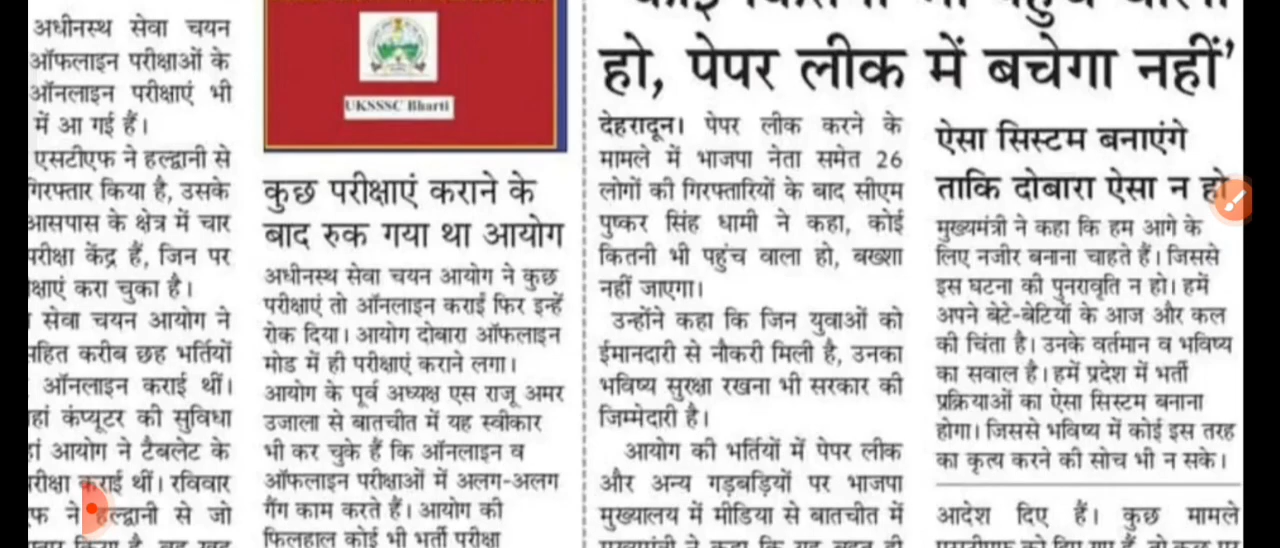 अधीनस्थ सेवा चयन
ऑफलाइन परीक्षाओं के
ऑनलाइन परीक्षाएं भी
में आ गई हैं।
एसटीएफ ने हल्द्वानी से
गिरफ्तार किया है, उसके
आसपास के क्षेत्र में चार
परीक्षा केंद्र हैं, जिन पर
करा चुका है।
सेवा चयन आयोग ने
करीब छह भर्तियों
ऑनलाइन कराई थीं।
कंप्यूटर की सुविधा
आयोग ने टैबलेट के
कराई थीं। रविवार
ने हल्द्वानी से जो
UKSSSC Bharti
कुछ परीक्षाएं कराने के
बाद रुक गया था आयोग
अधीनस्थ सेवा चयन आयोग ने कुछ
परीक्षाएं तो ऑनलाइन कराई फिर इन्हें
रोक दिया। आयोग दोबारा ऑफलाइन
मोड में ही परीक्षाएं कराने लगा।
आयोग के पूर्व अध्यक्ष एस राजू अमर
उजाला से बातचीत में यह स्वीकार
भी कर चुके हैं कि ऑनलाइन व
ऑफलाइन परीक्षाओं में अलग-अलग
गैंग काम करते हैं। आयोग की
फिलहाल कोई भी भर्ती परीक्षा
हो, पेपर लीक में बचेगा नहीं'
देहरादून। पेपर लीक करने के
मामले में भाजपा नेता समेत 26
लोगों की गिरफ्तारियों के बाद सीएम
पुष्कर सिंह धामी ने कहा, कोई
कितनी भी पहुंच वाला हो, बख्शा
नहीं जाएगा।
उन्होंने कहा कि जिन युवाओं को
ईमानदारी से नौकरी मिली है, उनका
भविष्य सुरक्षा रखना भी सरकार की
जिम्मेदारी है।
आयोग की भर्तियों में पेपर लीक
और अन्य गड़बड़ियों पर भाजपा
मुख्यालय में मीडिया से बातचीत में
ऐसा सिस्टम बनाएंगे
ताकि दोबारा ऐसा न हो
मुख्यमंत्री ने कहा कि हम आगे के
लिए नजीर बनाना चाहते हैं। जिससे
इस घटना की पुनरावृति न हो। हमें
अपने बेटे-बेटियों के आज और कल
की चिंता है। उनके वर्तमान व भविष्य
का सवाल है। हमें प्रदेश में भर्ती
प्रक्रियाओं का ऐसा सिस्टम बनाना
होगा। जिससे भविष्य में कोई इस तरह
का कृत्य करने की सोच भी न सके।
आदेश दिए हैं। कुछ मामले